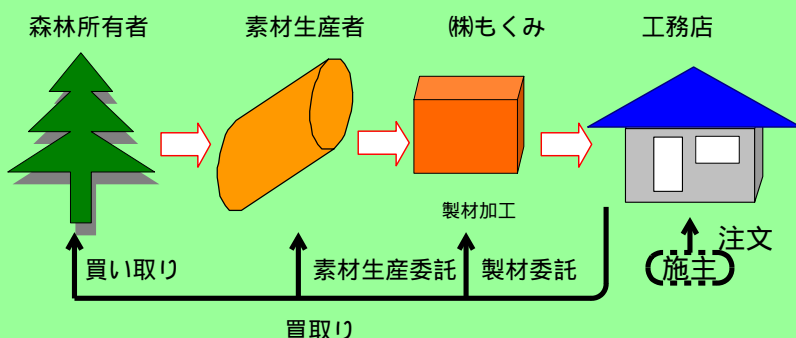 森林所有者
素材生産者
㈱もくみ
工務店
製材加工
買い取り
素材生産委託
製材委託
注文
施主
買取り